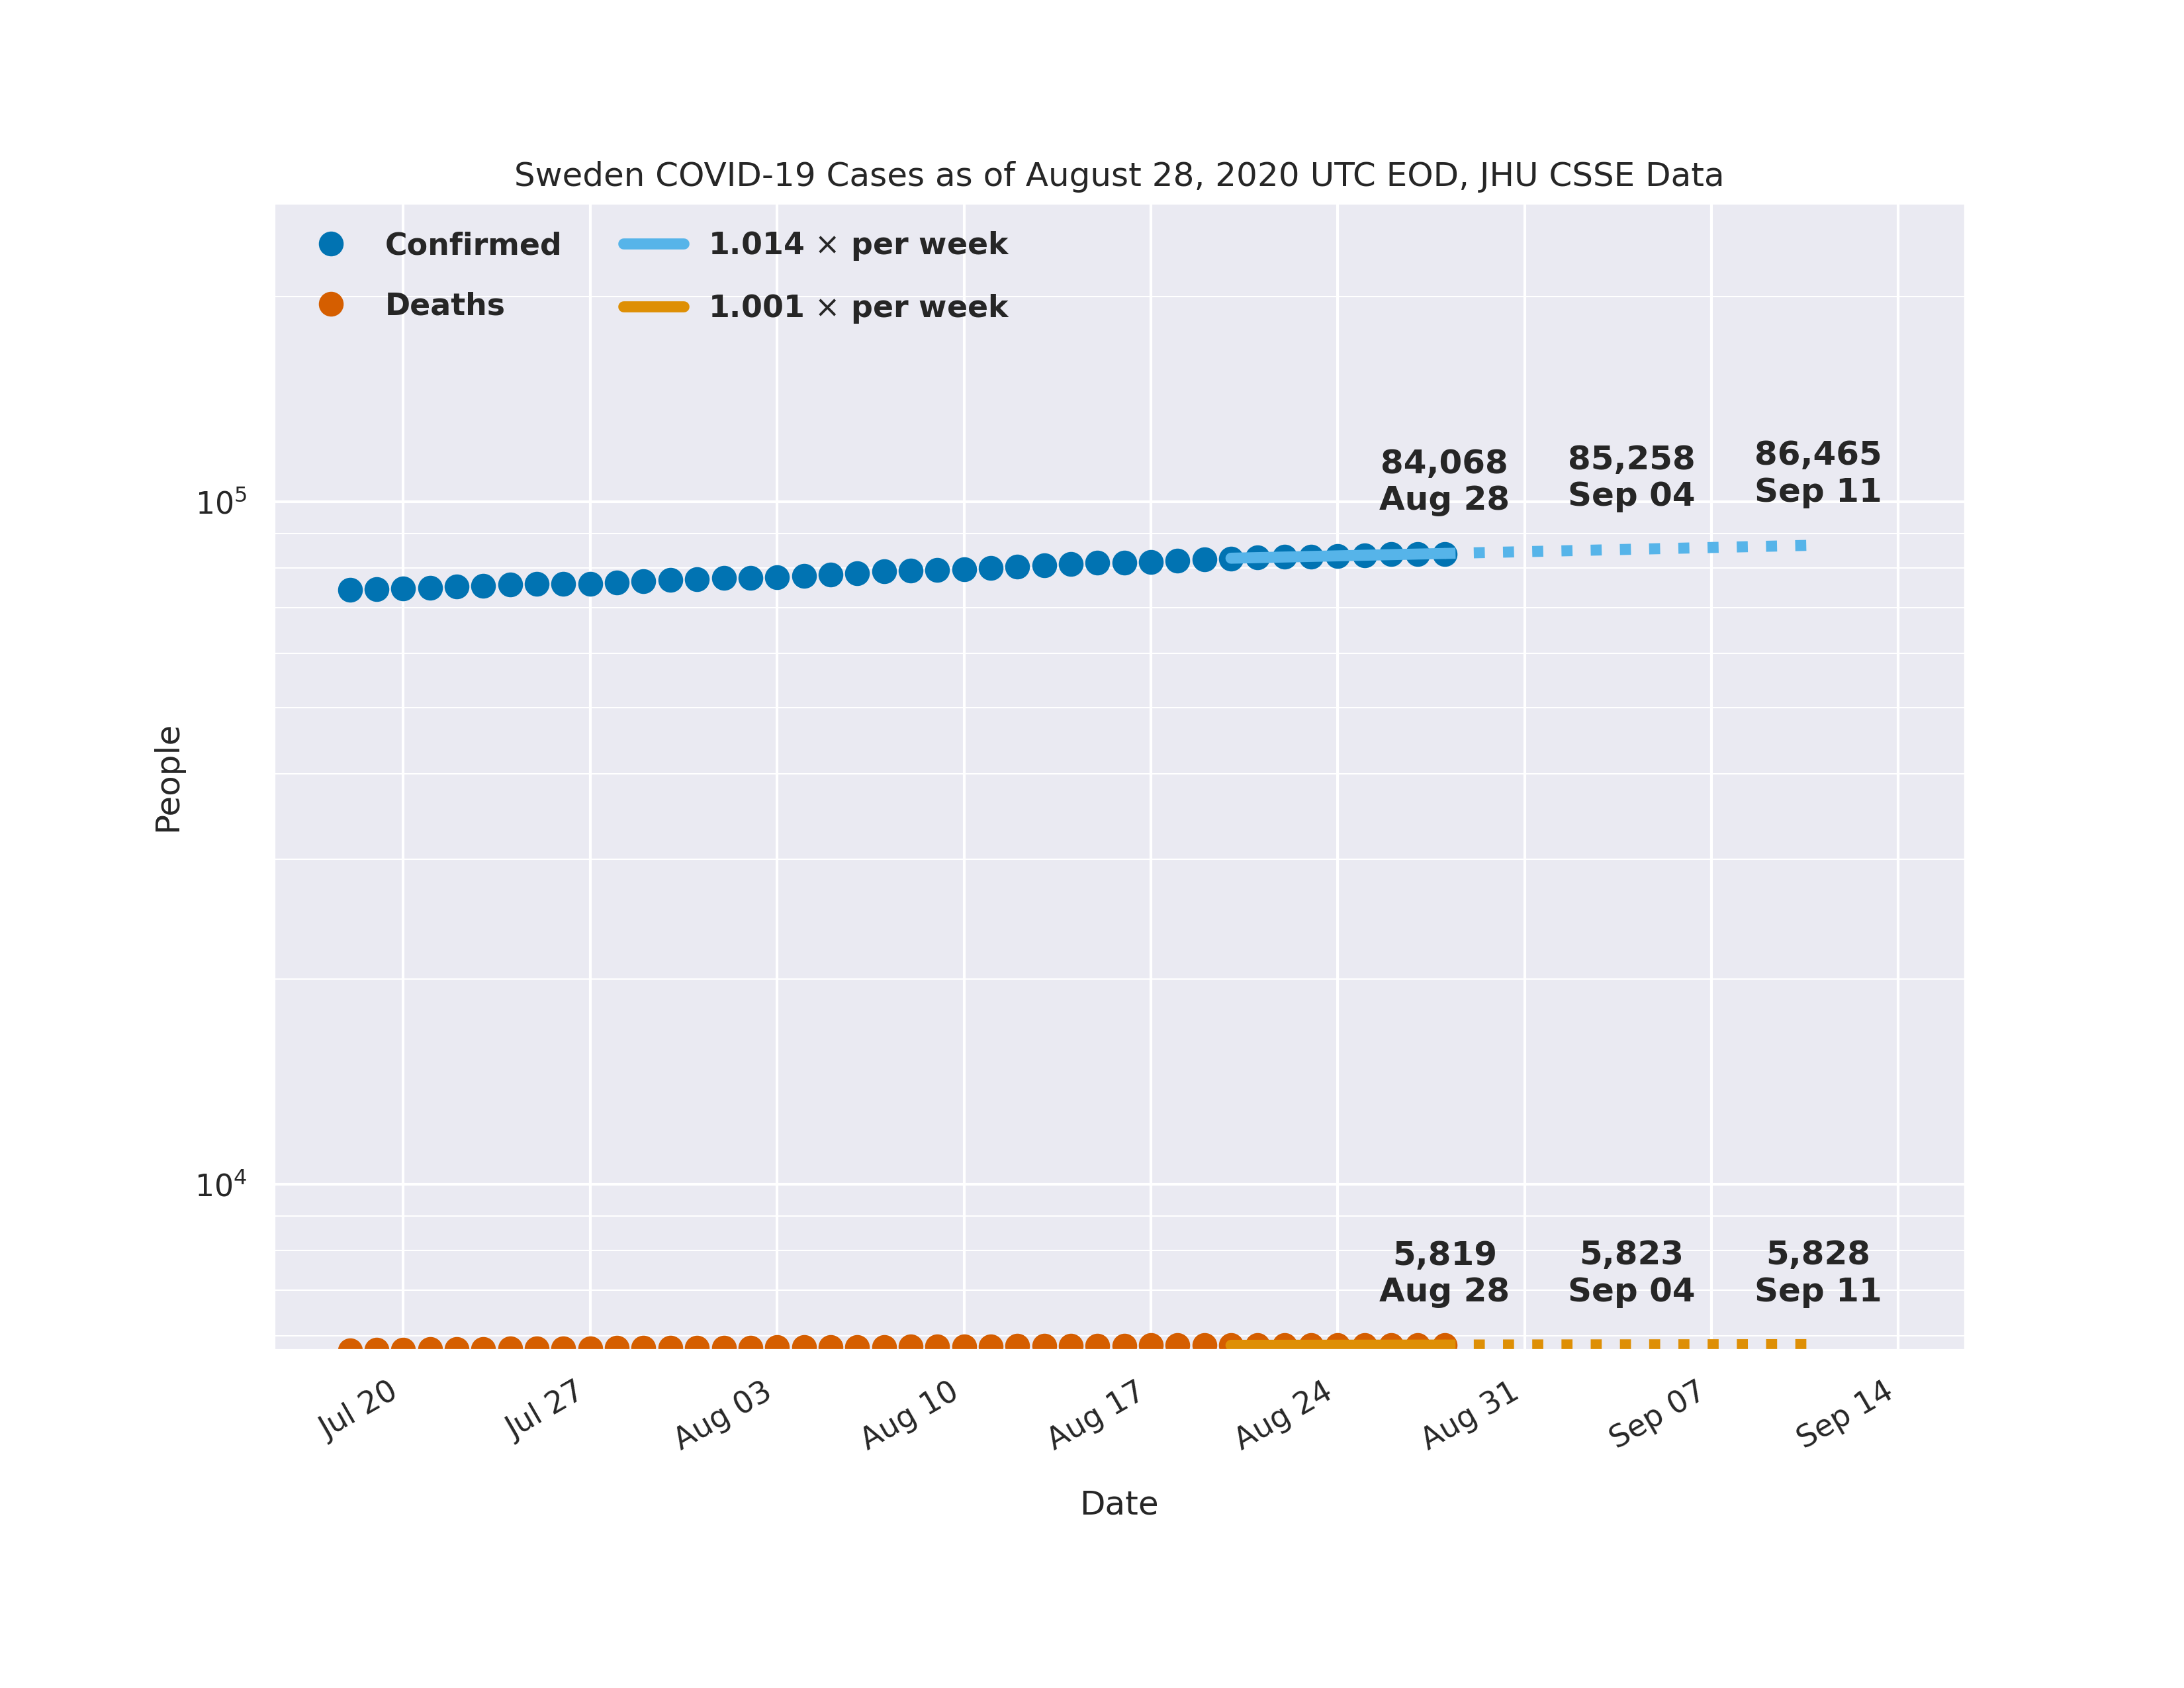 Sweden COVID-19 Cases as of August 28, 2020 UTC EOD, JHU CSSE Data
Confirmed
Deaths
1.014 × per week
1.001 × per week
84,068
Aug 28
85,258
Sep 04
86,465
Sep 11
10⁵
People
10⁴
5,819
Aug 28
5,823
Sep 04
5,828
Sep 11
Jul 20
Jul 27
Aug 03
Aug 10
Aug 17
Aug 24
Aug 31
Sep 07
Sep 14
Date